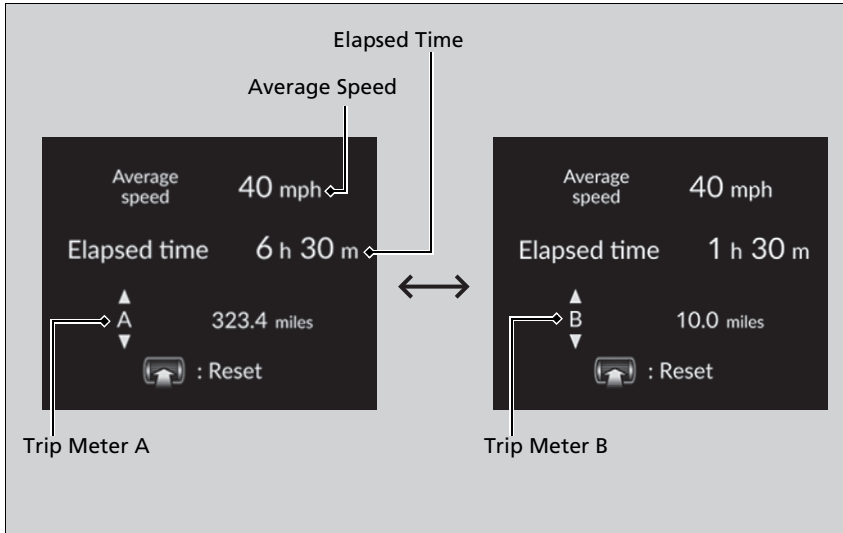 Elapsed Time
Average Speed
Average
speed
40 mph
Elapsed time 6 h 30 m
A 323.4 miles
: Reset
Trip Meter A
Average
speed
40 mph
Elapsed time 1 h 30 m
B 10.0 miles
: Reset
Trip Meter B